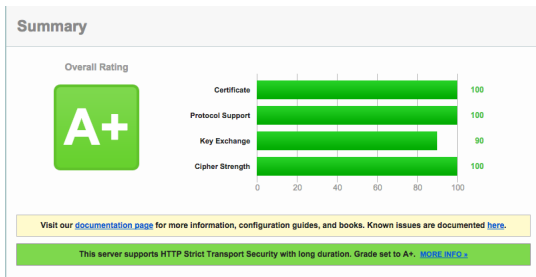 Summary
Overall Rating
A+
Certificate 100
Protocol Support 100
Key Exchange 90
Cipher Strength 100
0 20 40 60 80 100
Visit our documentation page for more information, configuration guides, and books. Known issues are documented here.
This server supports HTTP Strict Transport Security with long duration. Grade set to A+. MORE INFO »